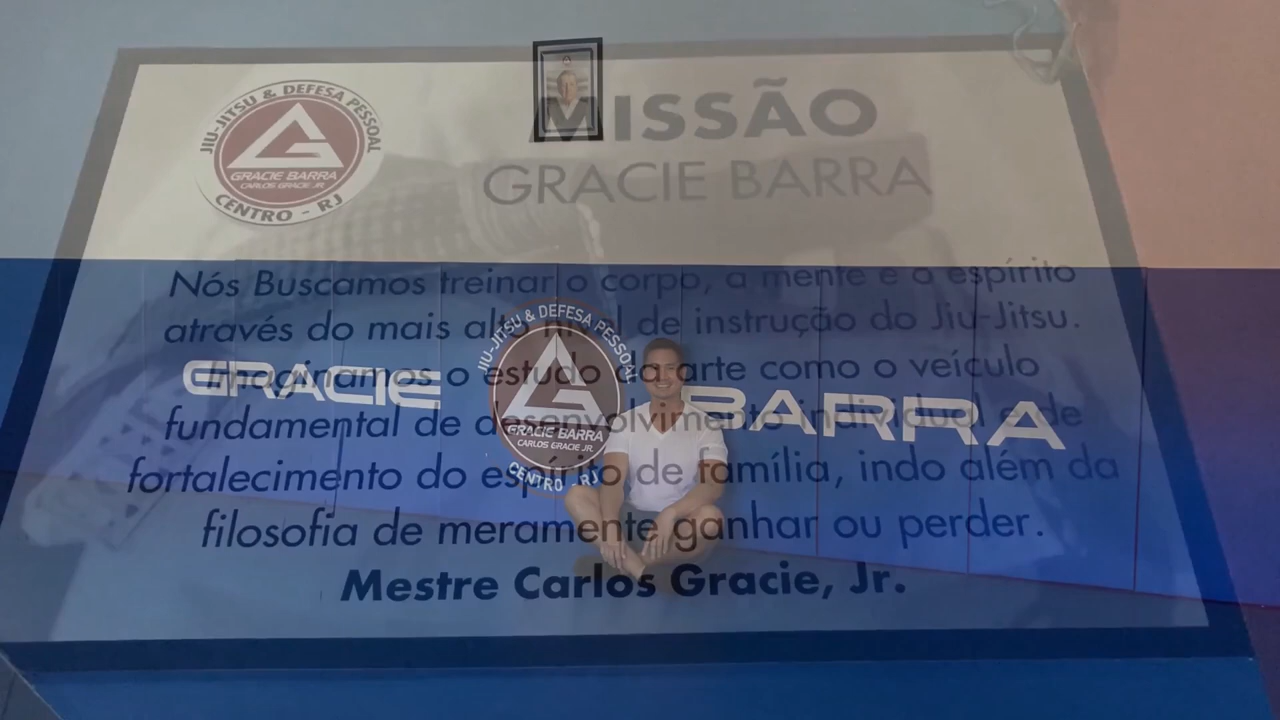 JIU-JITSU & DEFESA PESSOAL
GRACIE BARRA
CARLOS GRACIE JR.
CENTRO - RJ
MISSÃO
GRACIE BARRA
Nós Buscamos treinar o corpo, a mente e o espírito
através do mais alto nível de instrução do Jiu-Jitsu.
Imaginamos o estudo da arte como o veículo
fundamental de desenvolvimento individual e de
fortalecimento do espírito de família, indo além da
filosofia de meramente ganhar ou perder.
Mestre Carlos Gracie, Jr.
GRACIE
JIU-JITSU & DEFESA PESSOAL
GRACIE BARRA
CARLOS GRACIE JR.
CENTRO - RJ
BARRA